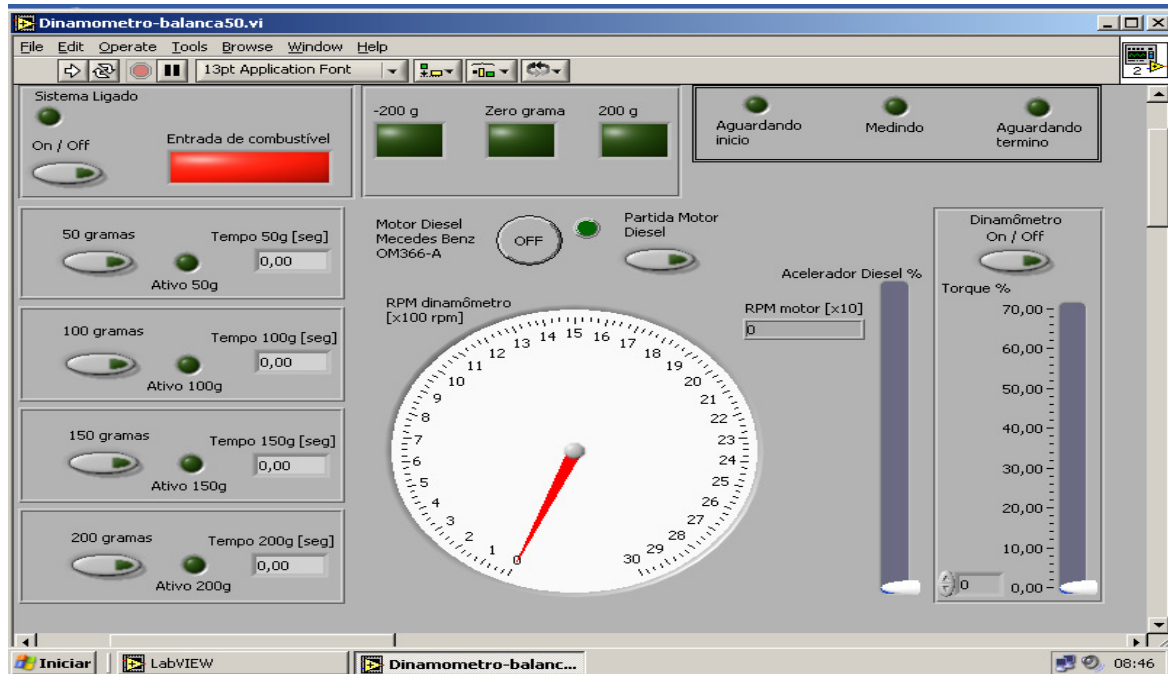 Dinamometro-balanca50.vi
File Edit Operate Tools Browse Window Help
13pt Application Font
2
Sistema Ligado
On / Off
Entrada de combustível
-200 g
Zero grama
200 g
Aguardando
inicio
Medindo
Aguardando
termino
50 gramas
Tempo 50g [seg]
0,00
Ativo 50g
100 gramas
Tempo 100g [seg]
0,00
Ativo 100g
150 gramas
Tempo 150g [seg]
0,00
Ativo 150g
200 gramas
Tempo 200g [seg]
0,00
Ativo 200g
Motor Diesel
Mecedes Benz
OM366-A
OFF
Partida Motor
Diesel
RPM dinamômetro
[x100 rpm]
0
1
2
3
4
5
6
7
8
9
10
11
12
13
14
15
16
17
18
19
20
21
22
23
24
25
26
27
28
29
30
RPM motor [x10]
0
Acelerador Diesel %
Dinamômetro
On / Off
Torque %
70,00
60,00
50,00
40,00
30,00
20,00
10,00
0,00
0
Iniciar
LabVIEW
Dinamometro-balanc...
08:46